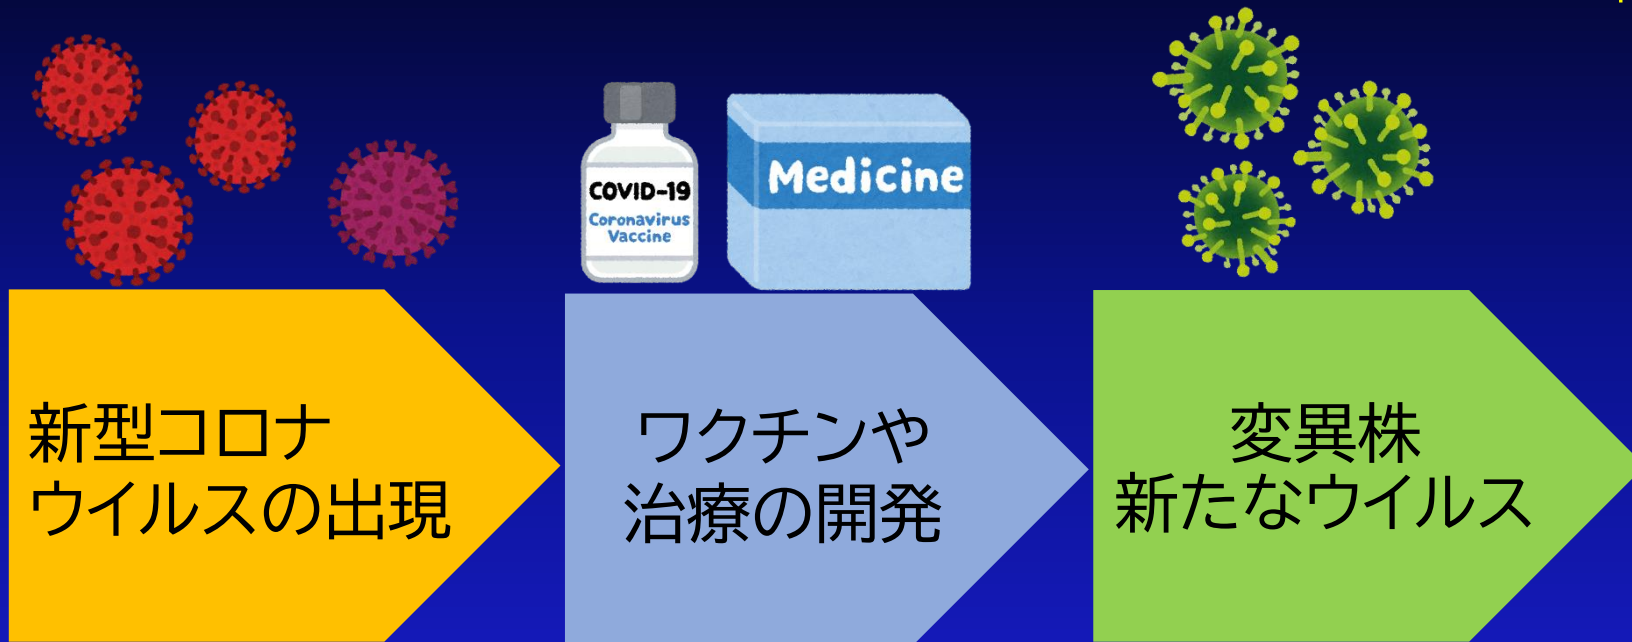 COVID-19
Coronavirus
Vaccine
Medicine
新型コロナ
ウイルスの出現
ワクチンや
治療の開発
変異株
新たなウイルス